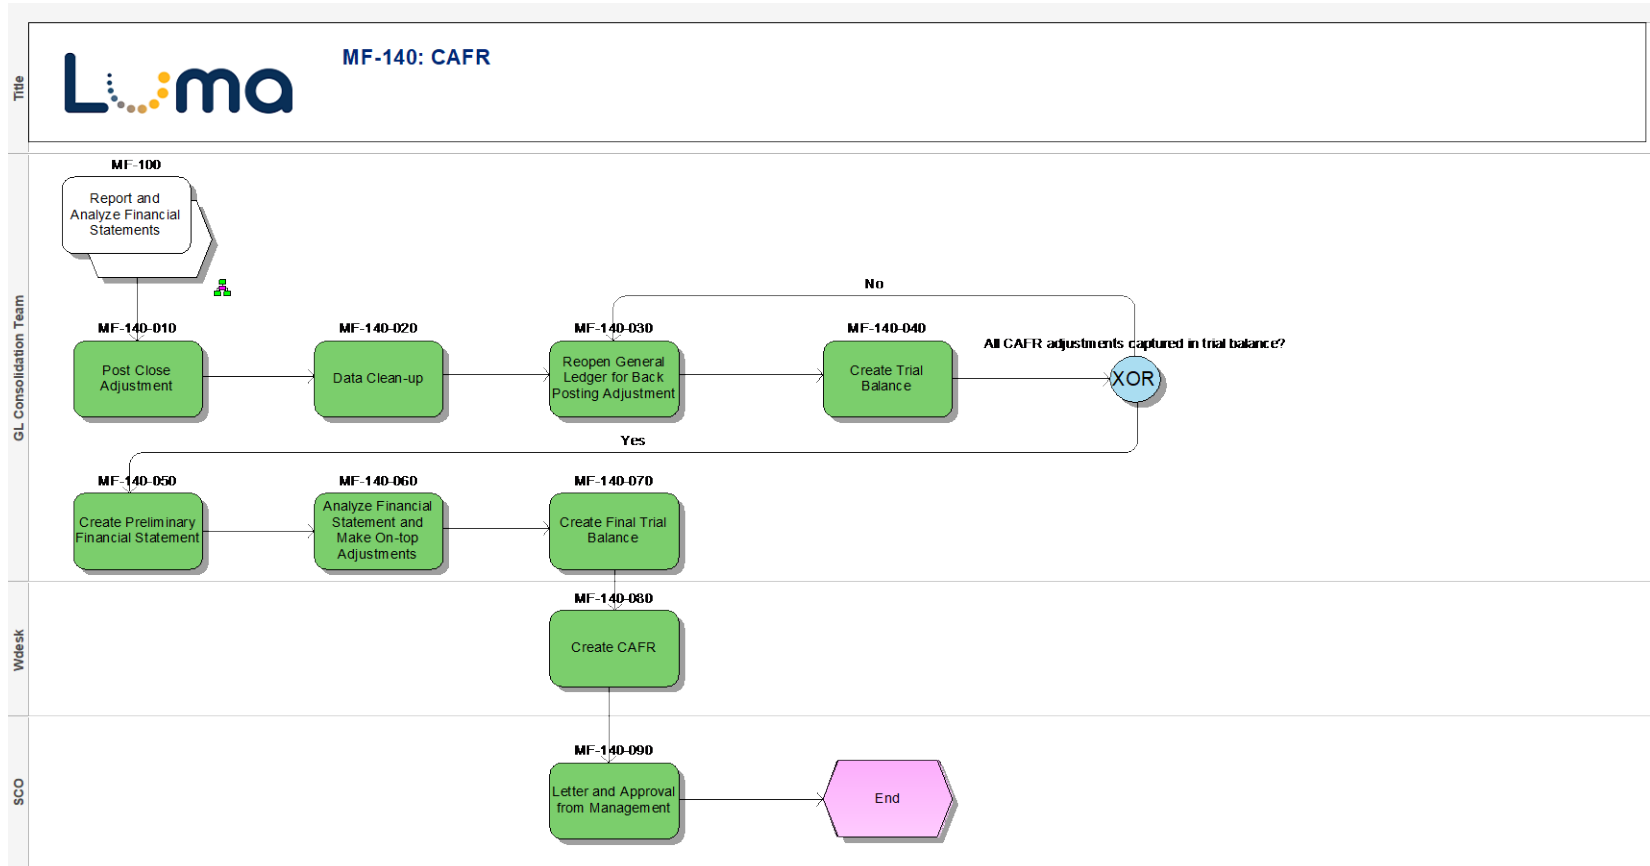 Title
Luma
MF-140: CAFR
GL Consolidation Team
MF-100
Report and
Analyze Financial
Statements
No
MF-140-010
MF-140-020
MF-140-030
MF-140-040
All CAFR adjustments captured in trial balance?
Post Close
Adjustment
Data Clean-up
Reopen General
Ledger for Back
Posting Adjustment
Create Trial
Balance
XOR
Yes
MF-140-050
MF-140-060
MF-140-070
Create Preliminary
Financial Statement
Analyze Financial
Statement and
Make On-top
Adjustments
Create Final Trial
Balance
Wdesk
MF-140-080
Create CAFR
SCO
MF-140-090
Letter and Approval
from Management
End